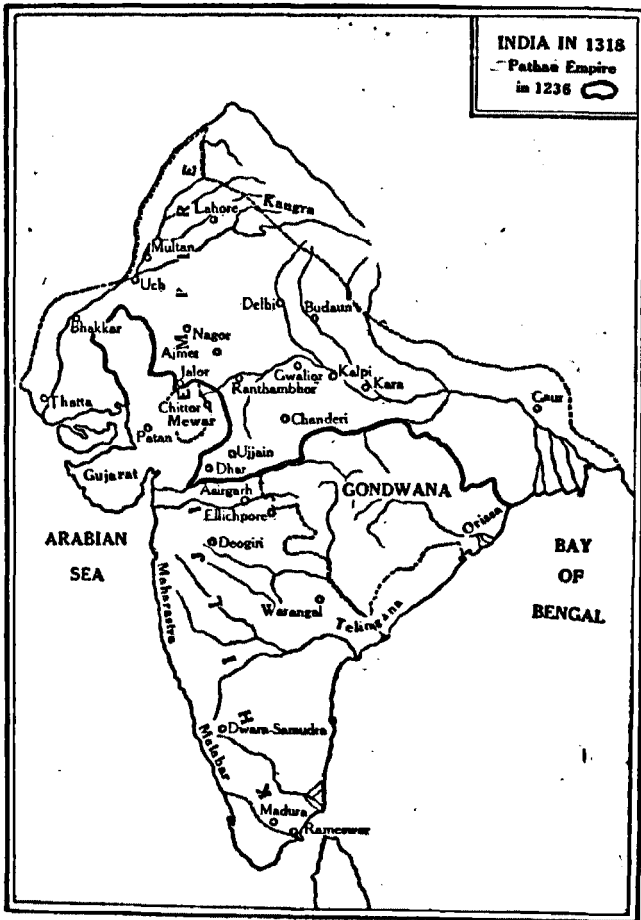 INDIA IN 1318
Pathan Empire
in 1236
Kangra
Lahore
Multan
Uch
Delhi
Budaun
Bhakkar
Nagor
Ajmer
Jalor
Gwalior
Kalpi
Ranthambhor
Kara
Thatta
Chittor
Mewar
Gaur
Chanderi
Patan
Ujjain
Dhar
Gujarat
Asirgarh
GONDWANA
Ellichpore
Orissa
ARABIAN
SEA
Deogiri
BAY
OF
BENGAL
Maharastra
Warangal
Telingana
Dwara-Samudra
Malabar
Madura
Rameswar
KHILJI EMPIRE